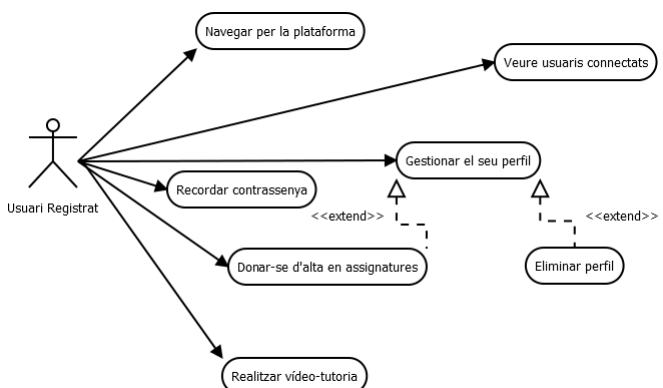 Navegar per la plataforma
Veure usuaris connectats
Gestionar el seu perfil
Recordar contrassenya
Usuari Registrat
<<extend>>
<<extend>>
Donar-se d'alta en assignatures
Eliminar perfil
Realitzar vídeo-tutoria